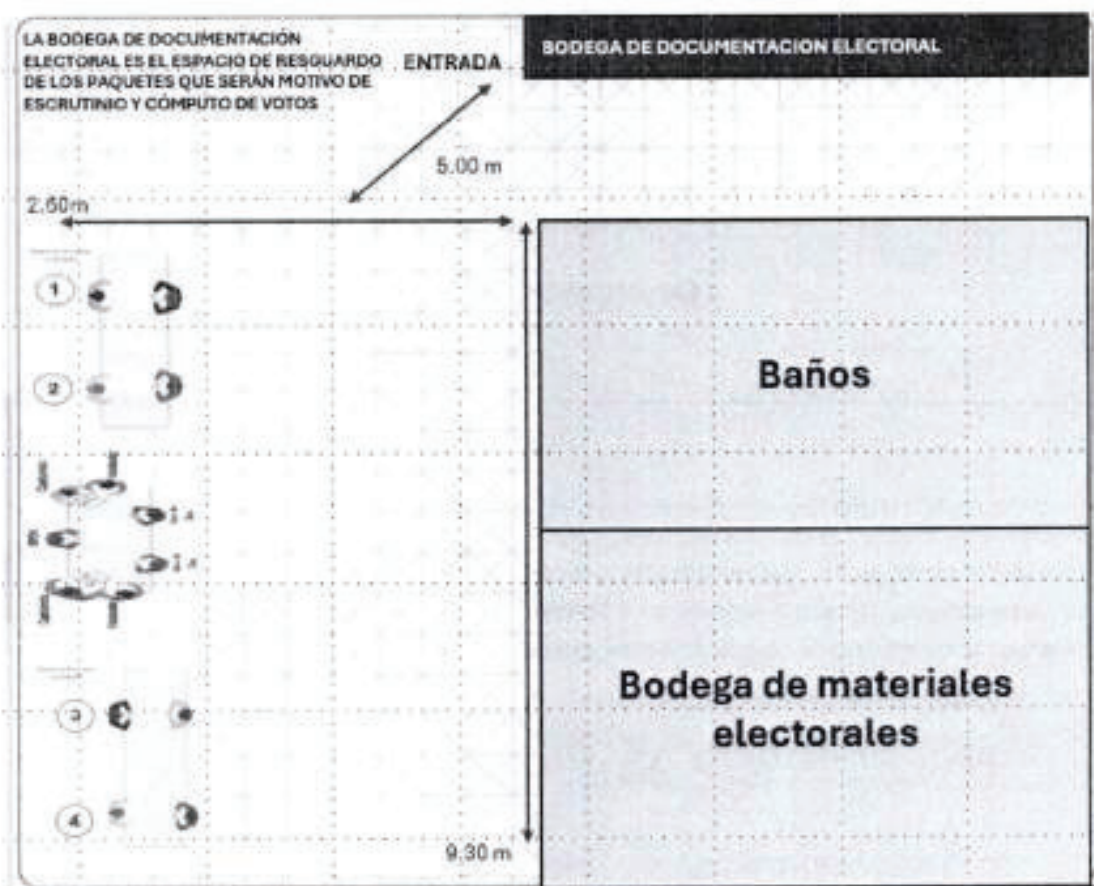 LA BODEGA DE DOCUMENTACIÓN
ELECTORAL ES EL ESPACIO DE RESGUARDO
DE LOS PAQUETES QUE SERÁN MOTIVO DE
ESCRUTINIO Y CÓMPUTO DE VOTOS
ENTRADA
BODEGA DE DOCUMENTACION ELECTORAL
5.00 m
2.60m
1
2
Baños
3
4
Bodega de materiales
electorales
9.30 m